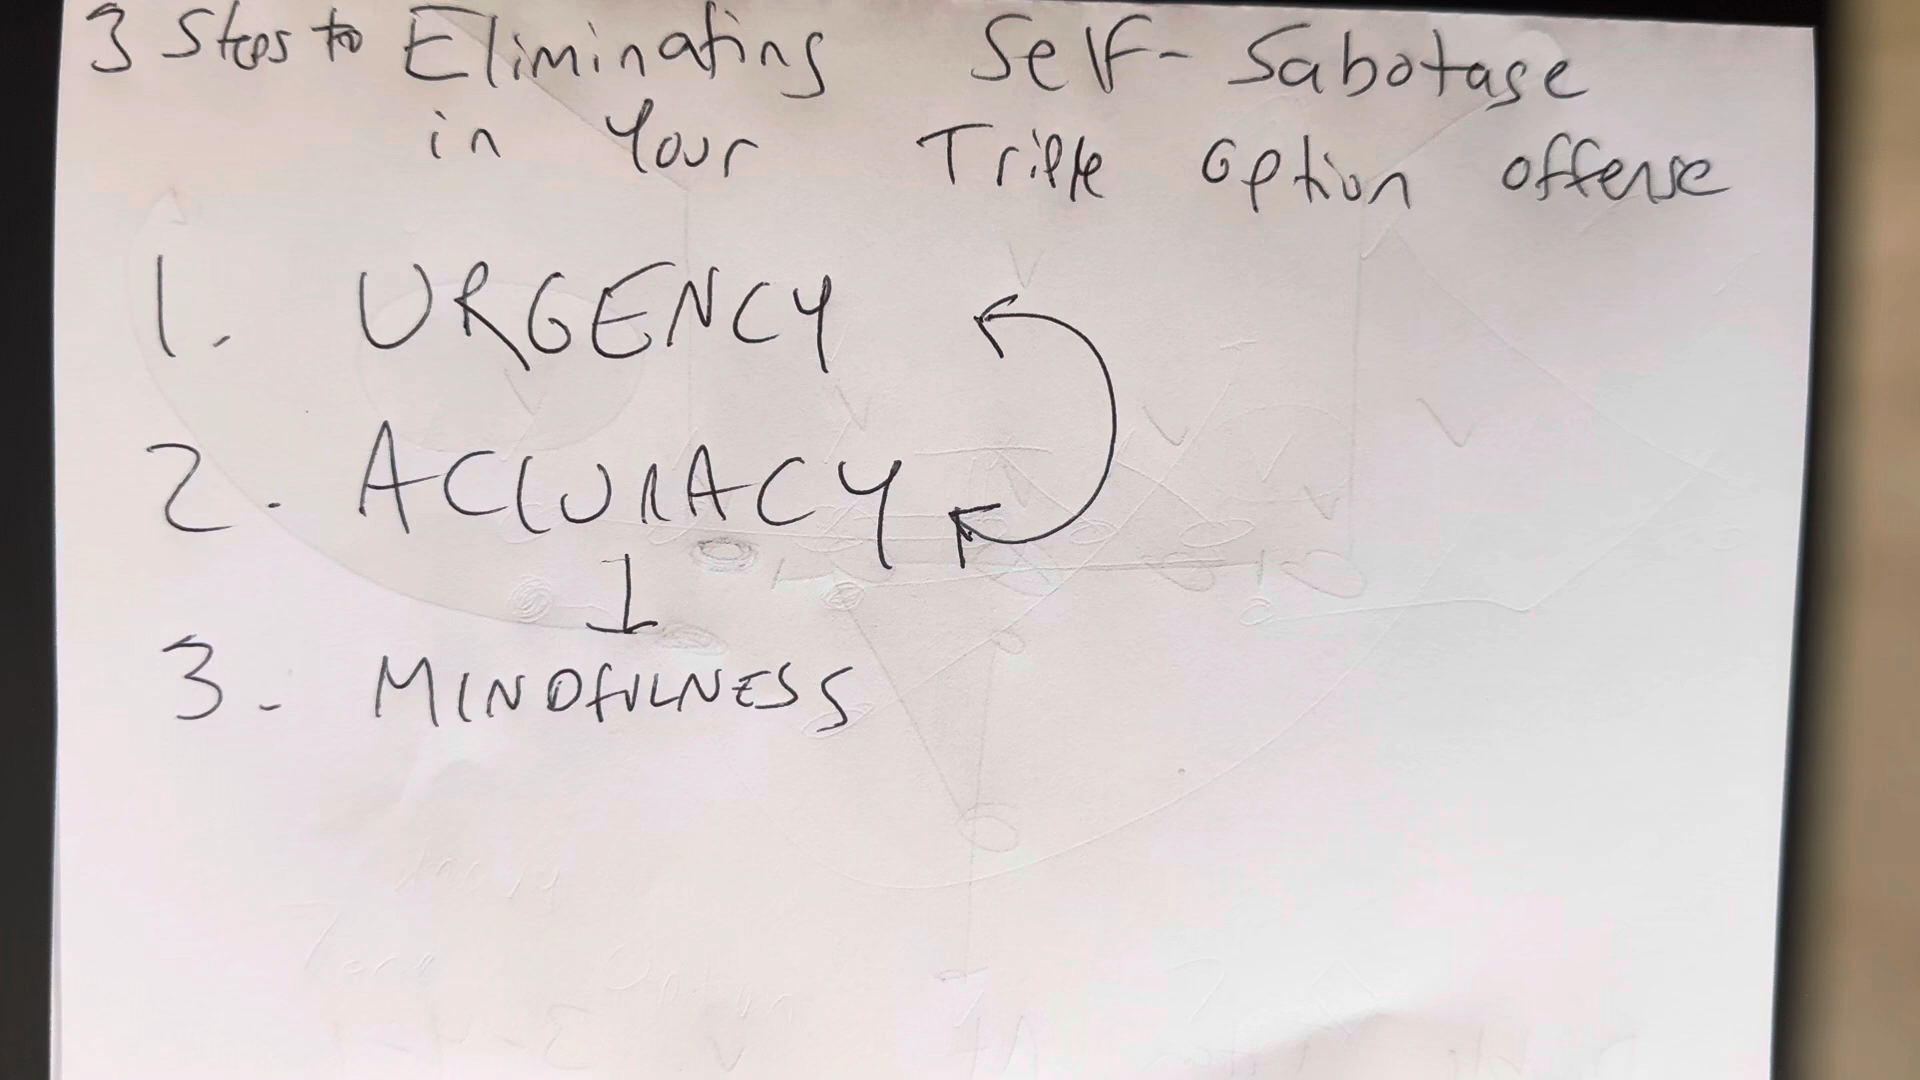 3 Steps to Eliminating Self-Sabotage
in Your Triple Option offense
1. URGENCY
2. ACCURACY
3. MINDfULNESS